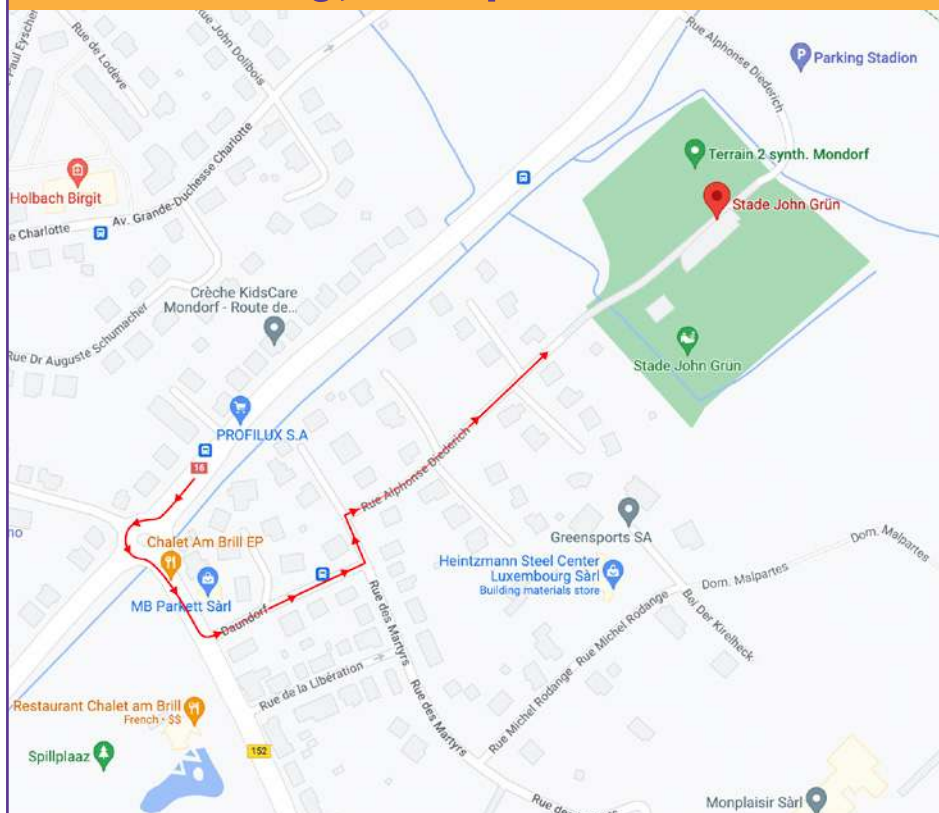 Paul Eyschen
Rue de Lodève
Rue John Dolibois
Rue Alphonse Diederich
P
Parking Stadion
Terrain 2 synth. Mondorf
Holbach Birgit
Av. Grande-Duchesse Charlotte
e Charlotte
Stade John Grün
Crèche KidsCare
Mondorf - Route de...
Rue Dr Auguste Schumacher
Stade John Grün
PROFILUX S.A
16
Rue Alphonse Diederich
Chalet Am Brill EP
Greensports SA
Heintzmann Steel Center
Luxembourg Sàrl
Building materials store
Dom. Malpartes
Dom. Malpartes
MB Parkett Sàrl
Daundorf
Rue des Martyrs
Bei Der Kirelheck
Rue Michel Rodange
Rue de la Libération
Rue des Martyrs
Rue Michel Rodange
Restaurant Chalet am Brill
French · $$
152
Spillplaaz
Monplaisir Sàrl